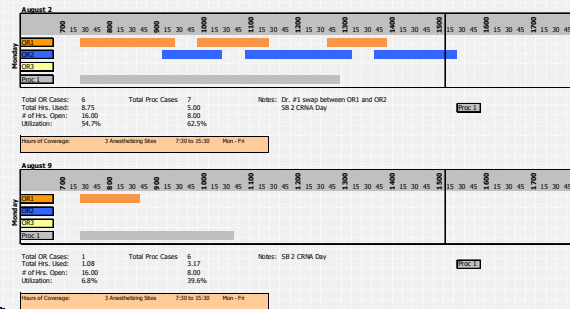 August 2
700 15 30 45 800 15 30 45 900 15 30 45 1000 15 30 45 1100 15 30 45 1200 15 30 45 1300 15 30 45 1400 15 30 45 1500 15 30 45 1600 15 30 45 1700 15 30
Monday
OR1
OR2
OR3
Proc 1
Total OR Cases: 6 Total Proc Cases 7 Notes: Dr. #1 swap between OR1 and OR2
Total Hrs. Used: 8.75 5.00 SB 2 CRNA Day Proc 1
# of Hrs. Open: 16.00 8.00
Utilization: 54.7% 62.5%
Hours of Coverage: 3 Anesthetizing Sites 7:30 to 15:30 Mon - Fri
August 9
700 15 30 45 800 15 30 45 900 15 30 45 1000 15 30 45 1100 15 30 45 1200 15 30 45 1300 15 30 45 1400 15 30 45 1500 15 30 45 1600 15 30 45 1700 15 30
Monday
OR1
OR2
OR3
Proc 1
Total OR Cases: 1 Total Proc Cases 6 Notes: SB 2 CRNA Day
Total Hrs. Used: 1.08 3.17 Proc 1
# of Hrs. Open: 16.00 8.00
Utilization: 6.8% 39.6%
Hours of Coverage: 3 Anesthetizing Sites 7:30 to 15:30 Mon - Fri